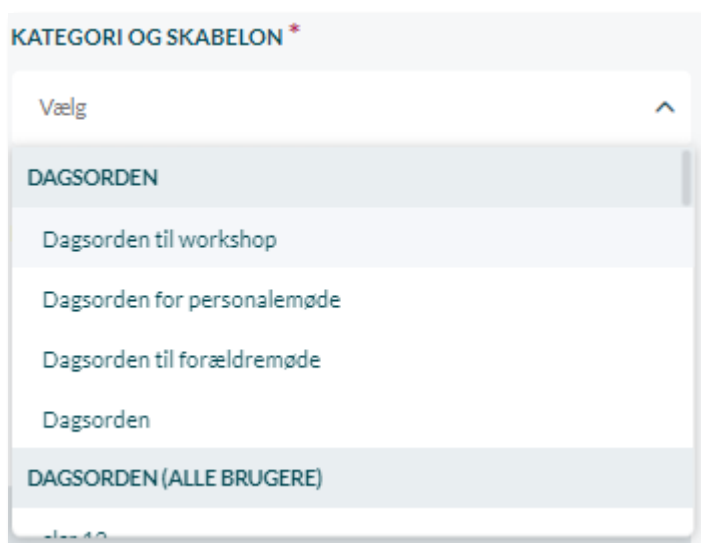 KATEGORI OG SKABELON *
Vælg
DAGSORDEN
Dagsorden til workshop
Dagsorden for personalemøde
Dagsorden til forældremøde
Dagsorden
DAGSORDEN (ALLE BRUGERE)